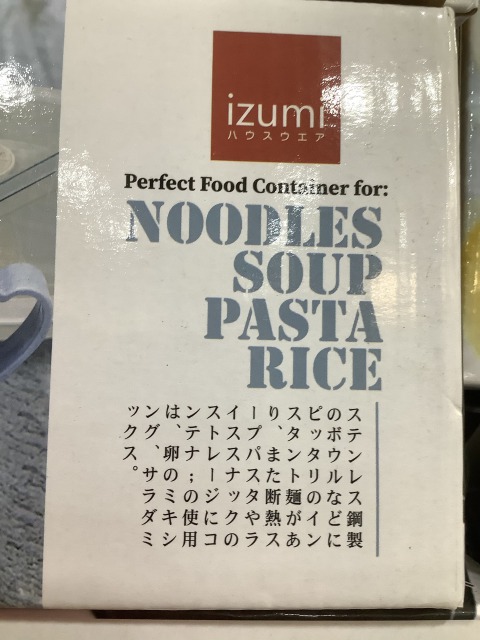 izumi
ハウスウエア
Perfect Food Container for:
NOODLES
SOUP
PASTA
RICE
ステンレス鋼製
のボウルなどに
ピッタリのイン
スタント麺があ
り、また断熱ス
ープパスタやラ
イススナックの
ストレージにコ
ンテナ;の使用
は、卵のミキシ
ング、サラダミ
ックス。